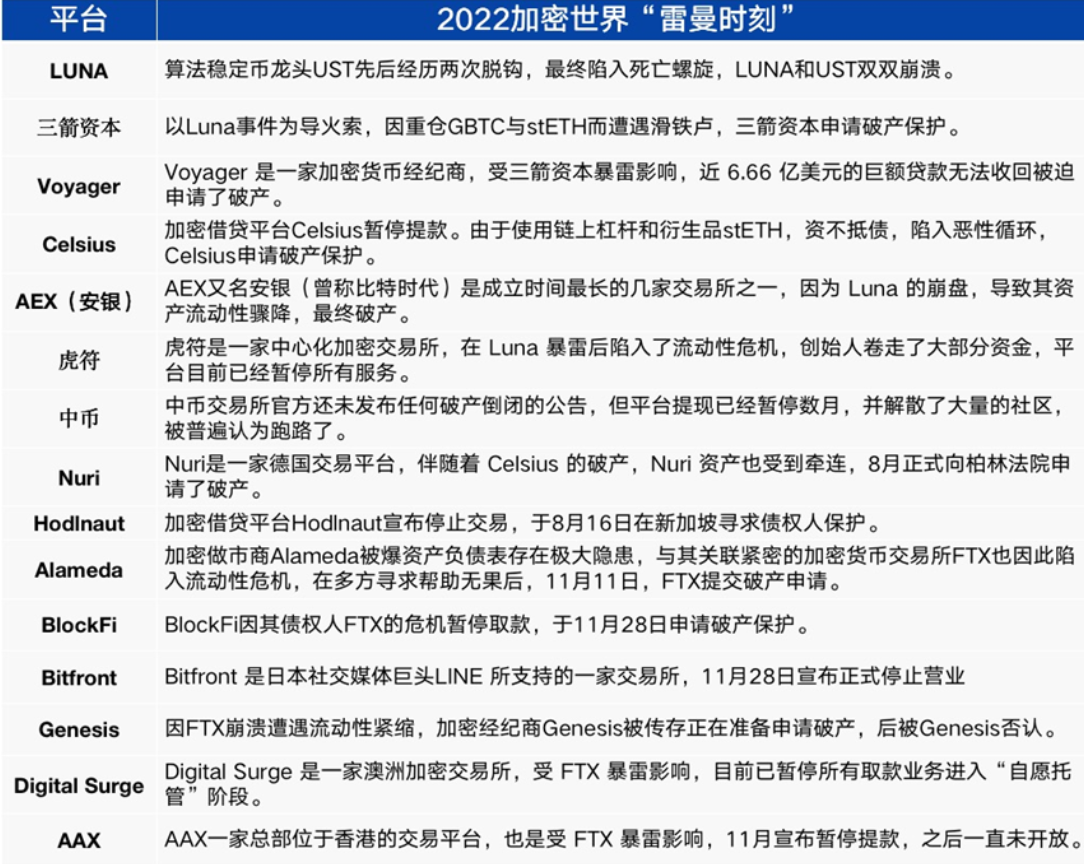 平台 2022加密世界“雷曼时刻”
LUNA 算法稳定币龙头UST先后经历两次脱钩，最终陷入死亡螺旋，LUNA和UST双双崩溃。
三箭资本 以Luna事件为导火索，因重仓GBTC与stETH而遭遇滑铁卢，三箭资本申请破产保护。
Voyager Voyager 是一家加密货币经纪商，受三箭资本暴雷影响，近 6.66 亿美元的巨额贷款无法收回被迫
申请了破产。
Celsius 加密借贷平台Celsius暂停提款。由于使用链上杠杆和衍生品stETH，资不抵债，陷入恶性循环，
Celsius申请破产保护。
AEX（安银） AEX又名安银（曾称比特时代）是成立时间最长的几家交易所之一，因为 Luna 的崩盘，导致其资
产流动性骤降，最终破产。
虎符 虎符是一家中心化加密交易所，在 Luna 暴雷后陷入了流动性危机，创始人卷走了大部分资金，平
台目前已经暂停所有服务。
中币 中币交易所官方还未发布任何破产倒闭的公告，但平台提现已经暂停数月，并解散了大量的社区，
被普遍认为跑路了。
Nuri Nuri是一家德国交易平台，伴随着 Celsius 的破产，Nuri 资产也受到牵连，8月正式向柏林法院申
请了破产。
Hodlnaut 加密借贷平台Hodlnaut宣布停止交易，于8月16日在新加坡寻求债权人保护。
Alameda 加密做市商Alameda被爆资产负债表存在极大隐患，与其关联紧密的加密货币交易所FTX也因此陷
入流动性危机，在多方寻求帮助无果后，11月11日，FTX提交破产申请。
BlockFi BlockFi因其债权人FTX的危机暂停取款，于11月28日申请破产保护。
Bitfront Bitfront 是日本社交媒体巨头LINE 所支持的一家交易所，11月28日宣布正式停止营业
Genesis 因FTX崩溃遭遇流动性紧缩，加密经纪商Genesis被传存正在准备申请破产，后被Genesis否认。
Digital Surge Digital Surge 是一家澳洲加密交易所，受 FTX 暴雷影响，目前已暂停所有取款业务进入“自愿托
管”阶段。
AAX AAX一家总部位于香港的交易平台，也是受 FTX 暴雷影响，11月宣布暂停提款，之后一直未开放。